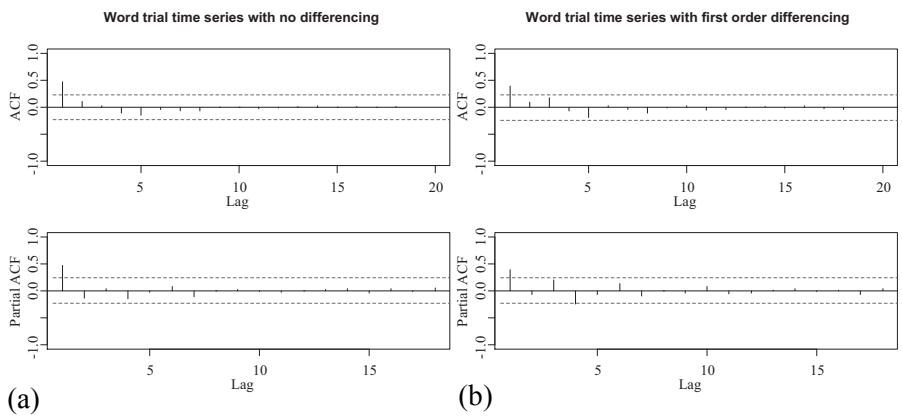 Word trial time series with no differencing
ACF
-1.0 0.0 0.5 1.0
5 10 15 20
Lag
Partial ACF
-1.0 0.0 0.5 1.0
5 10 15
Lag
(a)
Word trial time series with first order differencing
ACF
-1.0 0.0 0.5 1.0
5 10 15 20
Lag
Partial ACF
-1.0 0.0 0.5 1.0
5 10 15
Lag
(b)